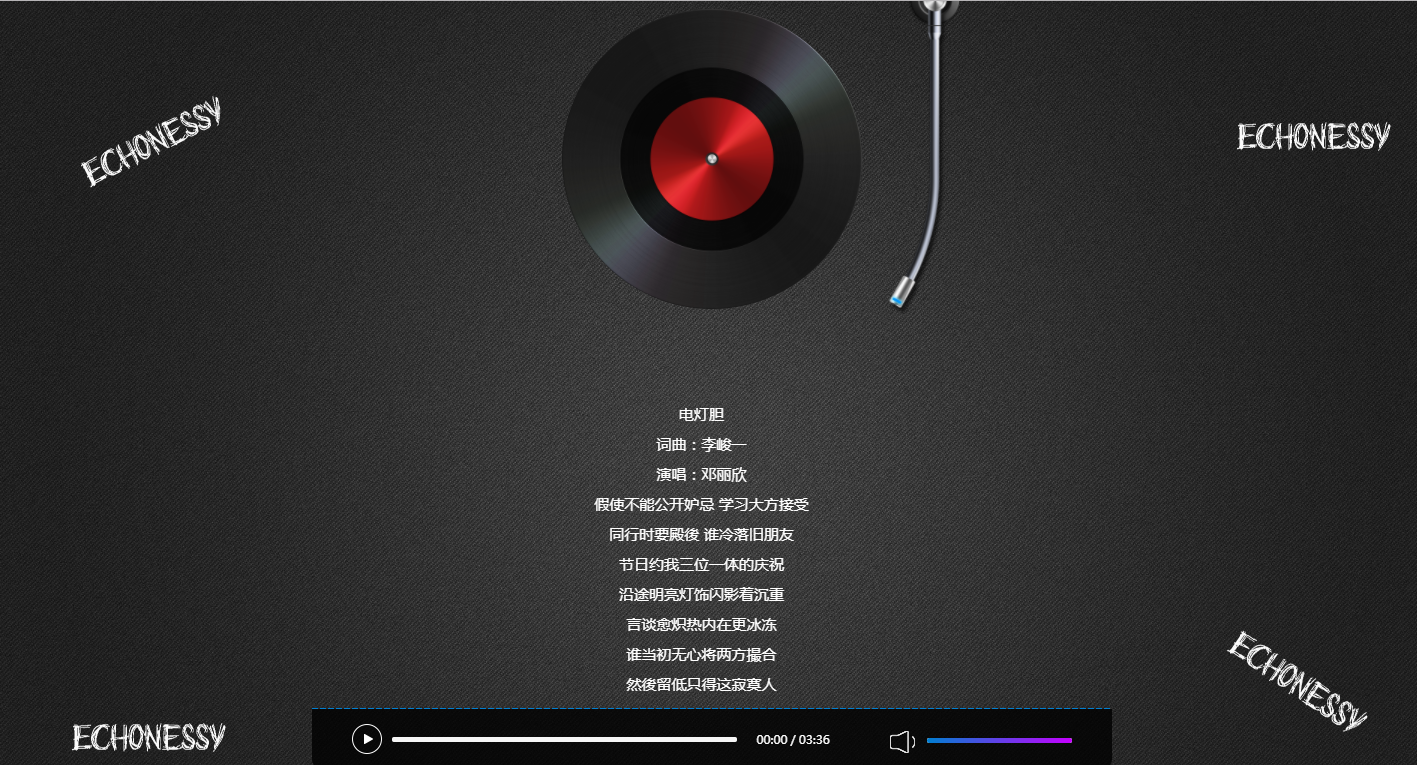 ECHONESSY
ECHONESSY
电灯胆
词曲：李峻一
演唱：邓丽欣
假使不能公开妒忌 学习大方接受
同行时要殿後 谁冷落旧朋友
节日约我三位一体的庆祝
沿途明亮灯饰闪影着沉重
言谈愈炽热内在更冰冻
谁当初无心将两方撮合
然後留低只得这寂寞人
ECHONESSY
ECHONESSY
00:00 / 03:36